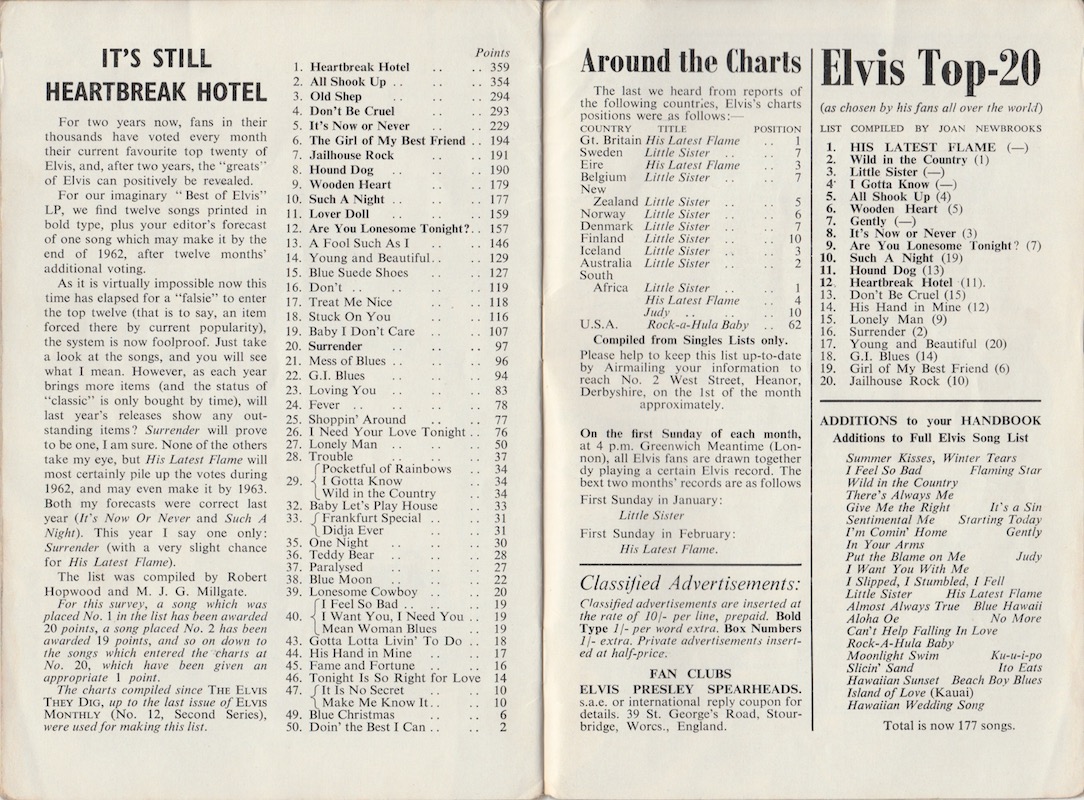 IT'S STILL
HEARTBREAK HOTEL
For two years now, fans in their
thousands have voted every month
their current favourite top twenty of
Elvis, and, after two years, the "greats"
of Elvis can positively be revealed.
For our imaginary "Best of Elvis"
LP, we find twelve songs printed in
bold type, plus your editor's forecast
of one song which may make it by the
end of 1962, after twelve months'
additional voting.
As it is virtually impossible now this
time has elapsed for a "falsie" to enter
the top twelve (that is to say, an item
forced there by current popularity),
the system is now foolproof. Just take
a look at the songs, and you will see
what I mean. However, as each year
brings more items (and the status of
"classic" is only bought by time), will
last year's releases show any out-
standing items? Surrender will prove
to be one, I am sure. None of the others
take my eye, but His Latest Flame will
most certainly pile up the votes during
1962, and may even make it by 1963.
Both my forecasts were correct last
year (It's Now Or Never and Such A
Night). This year I say one only:
Surrender (with a very slight chance
for His Latest Flame).
The list was compiled by Robert
Hopwood and M. J. G. Millgate.
For this survey, a song which was
placed No. 1 in the list has been awarded
20 points, a song placed No. 2 has been
awarded 19 points, and so on down to
the songs which entered the charts at
No. 20, which have been given an
appropriate 1 point.
The charts compiled since THE ELVIS
THEY DIG, up to the last issue of ELVIS
MONTHLY (No. 12, Second Series),
were used for making this list.
Points
1. Heartbreak Hotel .. .. 359
2. All Shook Up .. .. 354
3. Old Shep .. .. 294
4. Don't Be Cruel .. .. 293
5. It's Now or Never .. .. 229
6. The Girl of My Best Friend .. 194
7. Jailhouse Rock .. .. 191
8. Hound Dog .. .. 190
9. Wooden Heart .. .. 179
10. Such A Night .. .. 177
11. Lover Doll .. .. 159
12. Are You Lonesome Tonight? .. 157
13. A Fool Such As I .. .. 146
14. Young and Beautiful .. .. 129
15. Blue Suede Shoes .. .. 127
16. Don't .. .. .. 119
17. Treat Me Nice .. .. 118
18. Stuck On You .. .. 116
19. Baby I Don't Care .. .. 107
20. Surrender .. .. 97
21. Mess of Blues .. .. 96
22. G.I. Blues .. .. 94
23. Loving You .. .. 83
24. Fever .. .. .. 78
25. Shoppin' Around .. .. 77
26. I Need Your Love Tonight .. 76
27. Lonely Man .. .. 50
28. Trouble .. .. 37
Pocketful of Rainbows .. 34
29. I Gotta Know .. .. 34
Wild in the Country .. 34
32. Baby Let's Play House .. 33
33. Frankfurt Special .. .. 31
Didja Ever .. .. 31
35. One Night .. .. 30
36. Teddy Bear .. .. 28
37. Paralysed .. .. 27
38. Blue Moon .. .. 22
39. Lonesome Cowboy .. .. 20
I Feel So Bad .. .. 19
40. I Want You, I Need You .. 19
Mean Woman Blues .. 19
43. Gotta Lotta Livin' To Do .. 18
44. His Hand in Mine .. 17
45. Fame and Fortune .. 16
46. Tonight Is So Right for Love 14
47. It Is No Secret .. 10
Make Me Know It .. .. 10
49. Blue Christmas .. .. 6
50. Doin' the Best I Can .. .. 2
Around the Charts
The last we heard from reports of
the following countries, Elvis's charts
positions were as follows:—
COUNTRY TITLE POSITION
Gt. Britain His Latest Flame .. 1
Sweden Little Sister .. .. 7
Eire His Latest Flame .. 3
Belgium Little Sister .. .. 7
New
Zealand Little Sister .. .. 5
Norway Little Sister .. .. 6
Denmark Little Sister .. .. 7
Finland Little Sister .. .. 10
Iceland Little Sister .. .. 3
Australia Little Sister .. .. 2
South
Africa Little Sister .. .. 1
His Latest Flame .. 4
Judy .. .. .. 10
U.S.A. Rock-a-Hula Baby .. 62
Compiled from Singles Lists only.
Please help to keep this list up-to-date
by Airmailing your information to
reach No. 2 West Street, Heanor,
Derbyshire, on the 1st of the month
approximately.
On the first Sunday of each month,
at 4 p.m. Greenwich Meantime (Lon-
non), all Elvis fans are drawn together
dy playing a certain Elvis record. The
bext two months' records are as follows
First Sunday in January:
Little Sister
First Sunday in February:
His Latest Flame.
Classified Advertisements:
Classified advertisements are inserted at
the rate of 10/- per line, prepaid. Bold
Type 1/- per word extra. Box Numbers
1/- extra. Private advertisements insert-
ed at half-price.
FAN CLUBS
ELVIS PRESLEY SPEARHEADS.
s.a.e. or international reply coupon for
details. 39 St. George's Road, Stour-
bridge, Worcs., England.
Elvis Top-20
(as chosen by his fans all over the world)
LIST COMPILED BY JOAN NEWBROOKS
1. HIS LATEST FLAME (—)
2. Wild in the Country (1)
3. Little Sister (—)
4. I Gotta Know (—)
5. All Shook Up (4)
6. Wooden Heart (5)
7. Gently (—)
8. It's Now or Never (3)
9. Are You Lonesome Tonight? (7)
10. Such A Night (19)
11. Hound Dog (13)
12. Heartbreak Hotel (11).
13. Don't Be Cruel (15)
14. His Hand in Mine (12)
15. Lonely Man (9)
16. Surrender (2)
17. Young and Beautiful (20)
18. G.I. Blues (14)
19. Girl of My Best Friend (6)
20. Jailhouse Rock (10)
ADDITIONS to your HANDBOOK
Additions to Full Elvis Song List
Summer Kisses, Winter Tears
I Feel So Bad Flaming Star
Wild in the Country
There's Always Me
Give Me the Right It's a Sin
Sentimental Me Starting Today
I'm Comin' Home Gently
In Your Arms
Put the Blame on Me Judy
I Want You With Me
I Slipped, I Stumbled, I Fell
Little Sister His Latest Flame
Almost Always True Blue Hawaii
Aloha Oe No More
Can't Help Falling In Love
Rock-A-Hula Baby
Moonlight Swim Ku-u-i-po
Slicin' Sand Ito Eats
Hawaiian Sunset Beach Boy Blues
Island of Love (Kauai)
Hawaiian Wedding Song
Total is now 177 songs.